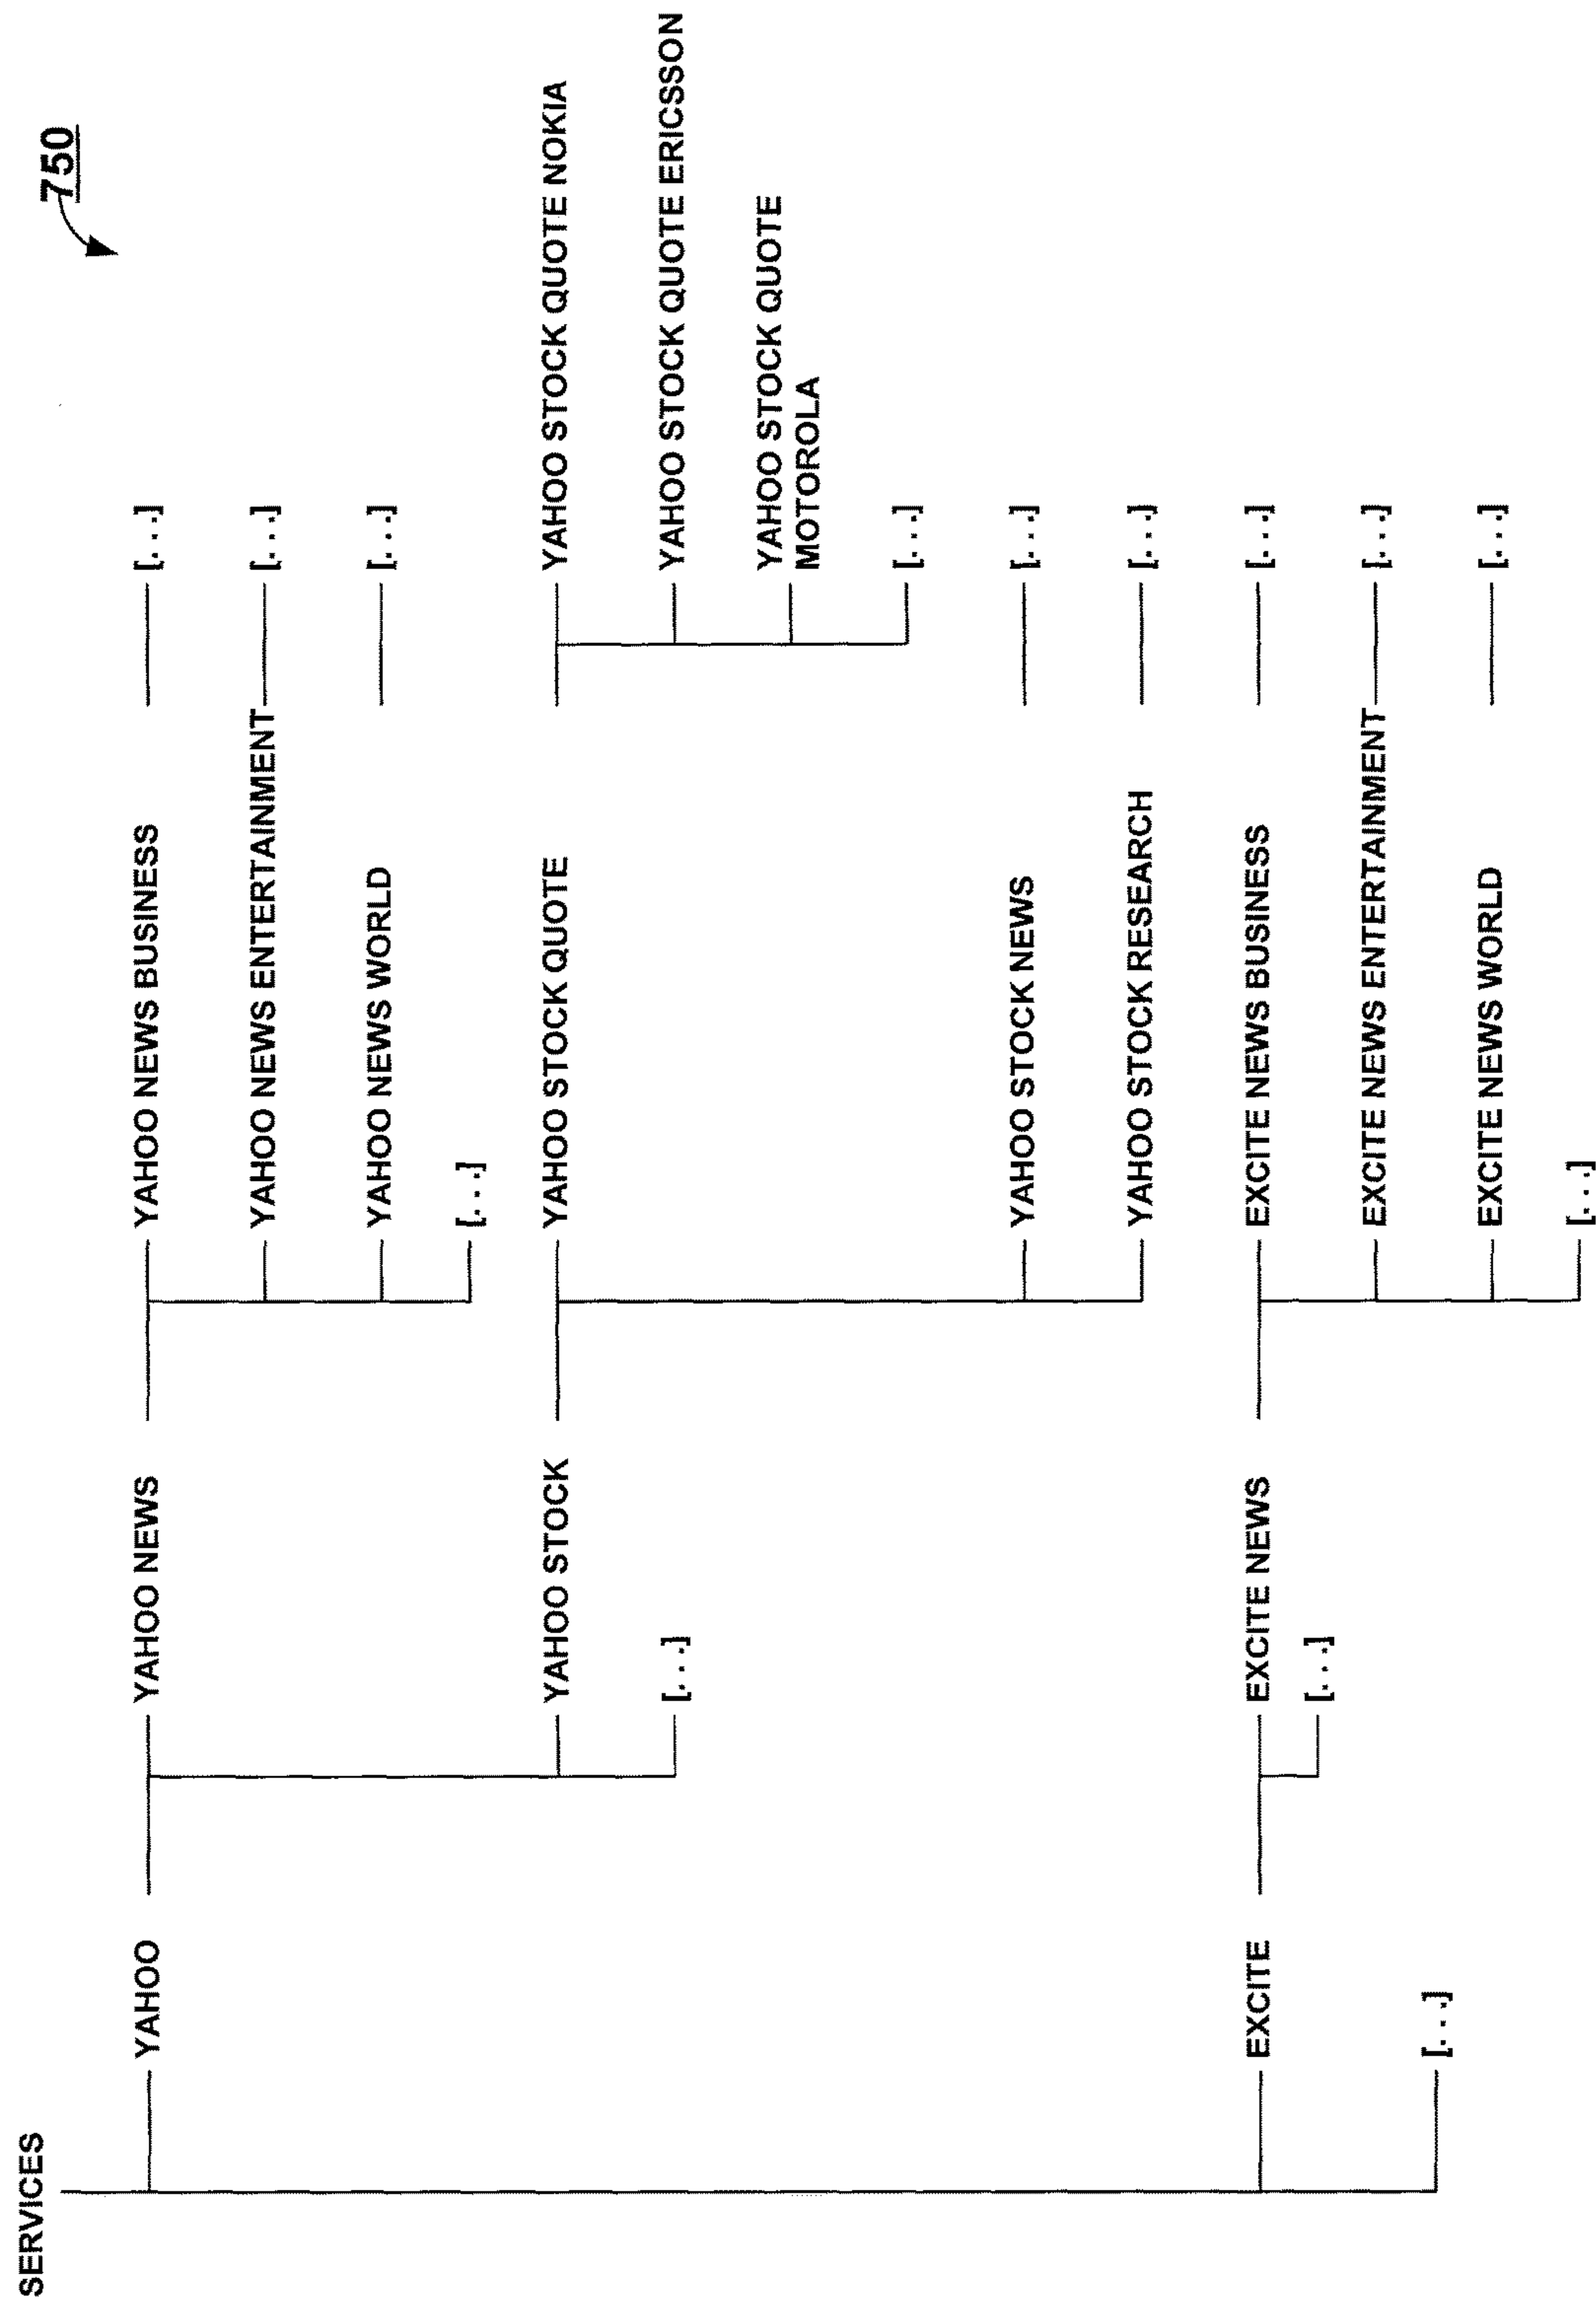 750
SERVICES
YAHOO
YAHOO NEWS
YAHOO NEWS BUSINESS
[...]
YAHOO NEWS ENTERTAINMENT
[...]
YAHOO NEWS WORLD
[...]
[...]
YAHOO STOCK
YAHOO STOCK QUOTE
YAHOO STOCK QUOTE NOKIA
[...]
YAHOO STOCK QUOTE ERICSSON
YAHOO STOCK QUOTE
MOTOROLA
[...]
YAHOO STOCK NEWS
[...]
YAHOO STOCK RESEARCH
[...]
EXCITE
EXCITE NEWS
EXCITE NEWS BUSINESS
[...]
[...]
EXCITE NEWS ENTERTAINMENT
[...]
[...]
EXCITE NEWS WORLD
[...]
[...]